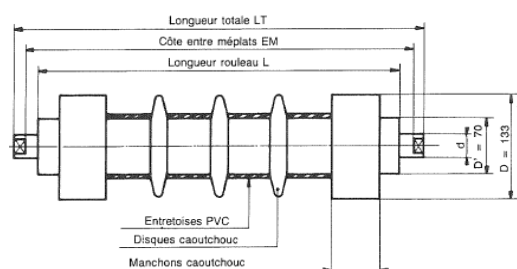 Longueur totale LT
Côte entre méplats EM
Longueur rouleau L
d
D' = 70
D = 133
Entretoises PVC
Disques caoutchouc
Manchons caoutchouc